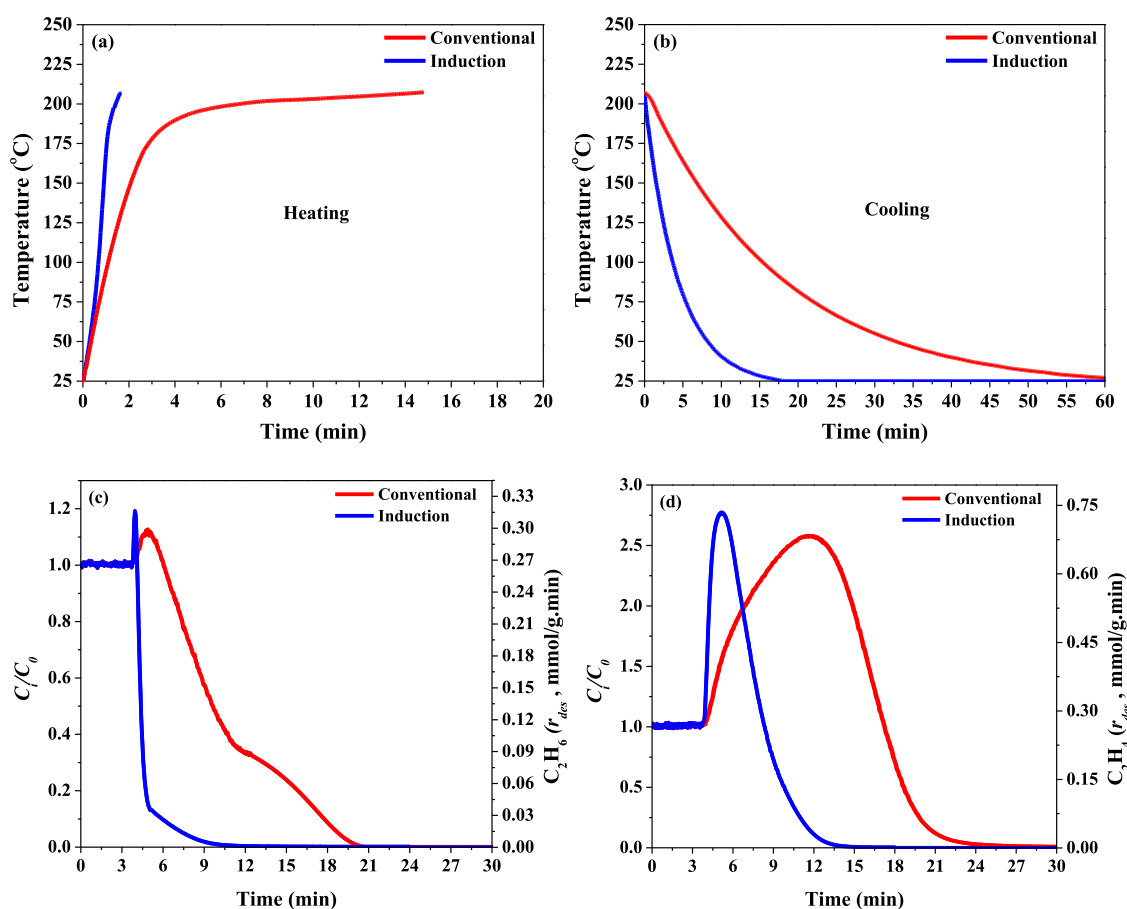 (a)
Conventional
Induction
Heating
Temperature (°C)
250
225
200
175
150
125
100
75
50
25
0 2 4 6 8 10 12 14 16 18 20
Time (min)
(b)
Conventional
Induction
Cooling
Temperature (°C)
250
225
200
175
150
125
100
75
50
25
0 5 10 15 20 25 30 35 40 45 50 55 60
Time (min)
(c)
Conventional
Induction
Cᵢ/C₀
1.2
1.0
0.8
0.6
0.4
0.2
0.0
0.33
0.30
0.27
0.24
0.21
0.18
0.15
0.12
0.09
0.06
0.03
0.00
C₂H₆ (r_des , mmol/g.min)
0 3 6 9 12 15 18 21 24 27 30
Time (min)
(d)
Conventional
Induction
Cᵢ/C₀
3.0
2.5
2.0
1.5
1.0
0.5
0.0
0.75
0.60
0.45
0.30
0.15
0.00
C₂H₄ (r_des , mmol/g.min)
0 3 6 9 12 15 18 21 24 27 30
Time (min)